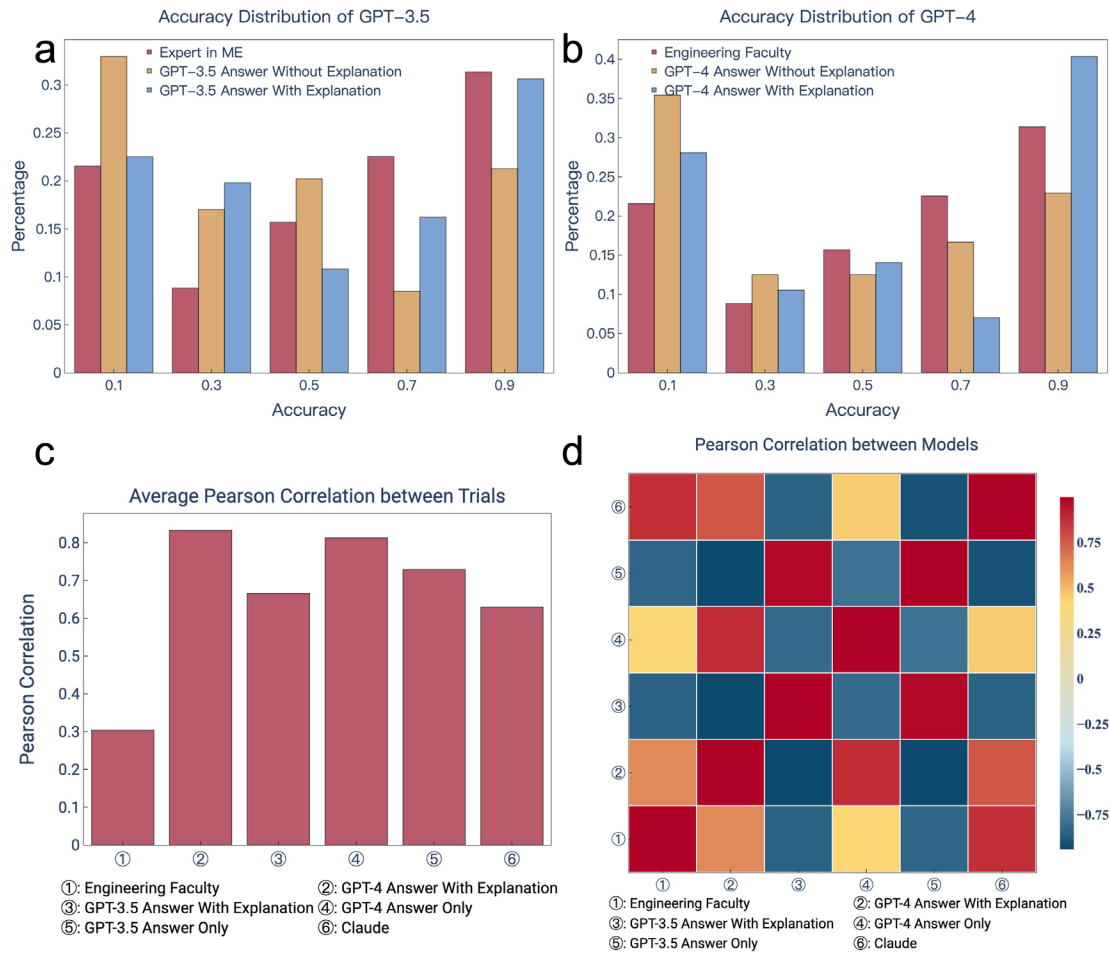 Accuracy Distribution of GPT−3.5
a
Expert in ME
GPT−3.5 Answer Without Explanation
GPT−3.5 Answer With Explanation
0.3
0.25
0.2
0.15
0.1
0.05
0
Percentage
0.1 0.3 0.5 0.7 0.9
Accuracy
Accuracy Distribution of GPT−4
b
Engineering Faculty
GPT−4 Answer Without Explanation
GPT−4 Answer With Explanation
0.4
0.35
0.3
0.25
0.2
0.15
0.1
0.05
0
Percentage
0.1 0.3 0.5 0.7 0.9
Accuracy
c
Average Pearson Correlation between Trials
0.8
0.7
0.6
0.5
0.4
0.3
0.2
0.1
0
Pearson Correlation
① ② ③ ④ ⑤ ⑥
①: Engineering Faculty ②: GPT-4 Answer With Explanation
③: GPT-3.5 Answer With Explanation ④: GPT-4 Answer Only
⑤: GPT-3.5 Answer Only ⑥: Claude
d
Pearson Correlation between Models
⑥
⑤
④
③
②
①
① ② ③ ④ ⑤ ⑥
0.75
0.5
0.25
0
−0.25
−0.5
−0.75
①: Engineering Faculty ②: GPT-4 Answer With Explanation
③: GPT-3.5 Answer With Explanation ④: GPT-4 Answer Only
⑤: GPT-3.5 Answer Only ⑥: Claude